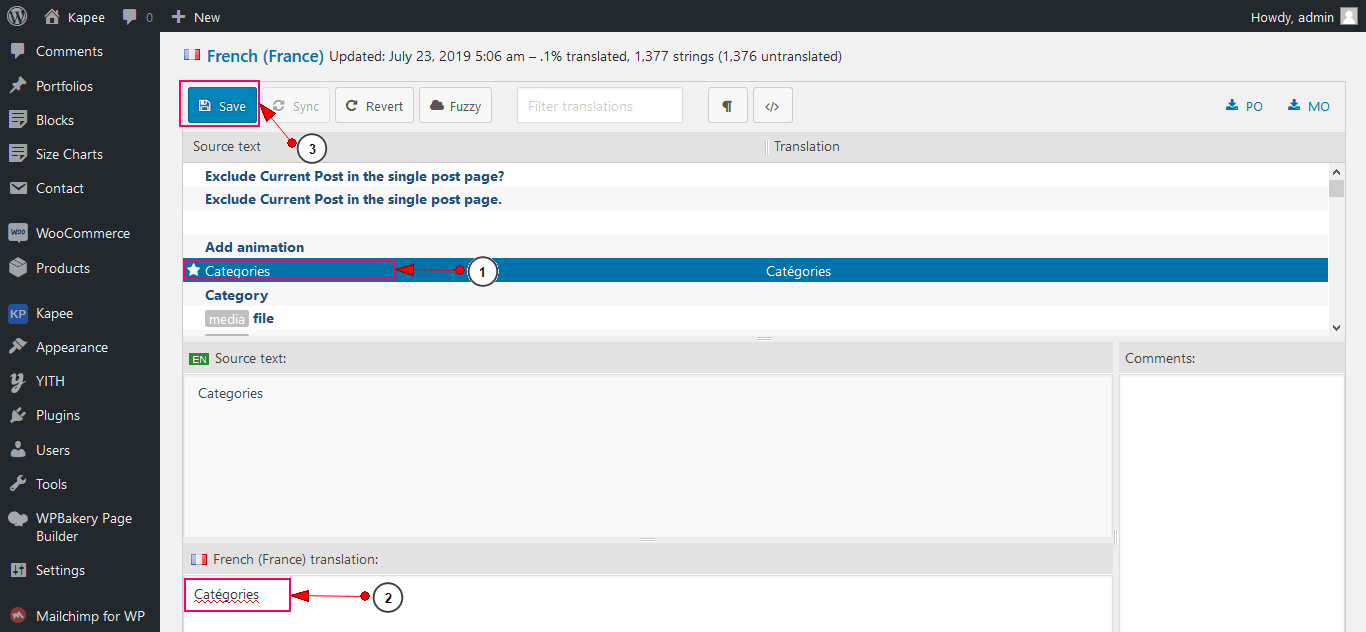 Kapee 0 New Howdy, admin
Comments
Portfolios
Blocks
Size Charts
Contact
WooCommerce
Products
KP Kapee
Appearance
YITH
Plugins
Users
Tools
WPBakery Page
Builder
Settings
Mailchimp for WP
French (France) Updated: July 23, 2019 5:06 am – .1% translated, 1,377 strings (1,376 untranslated)
Save Sync Revert Fuzzy Filter translations ¶ </> PO MO
3
Source text Translation
Exclude Current Post in the single post page?
Exclude Current Post in the single post page.
Add animation
Categories 1 Catégories
Category
media file
EN Source text: Comments:
Categories
French (France) translation:
Catégories 2